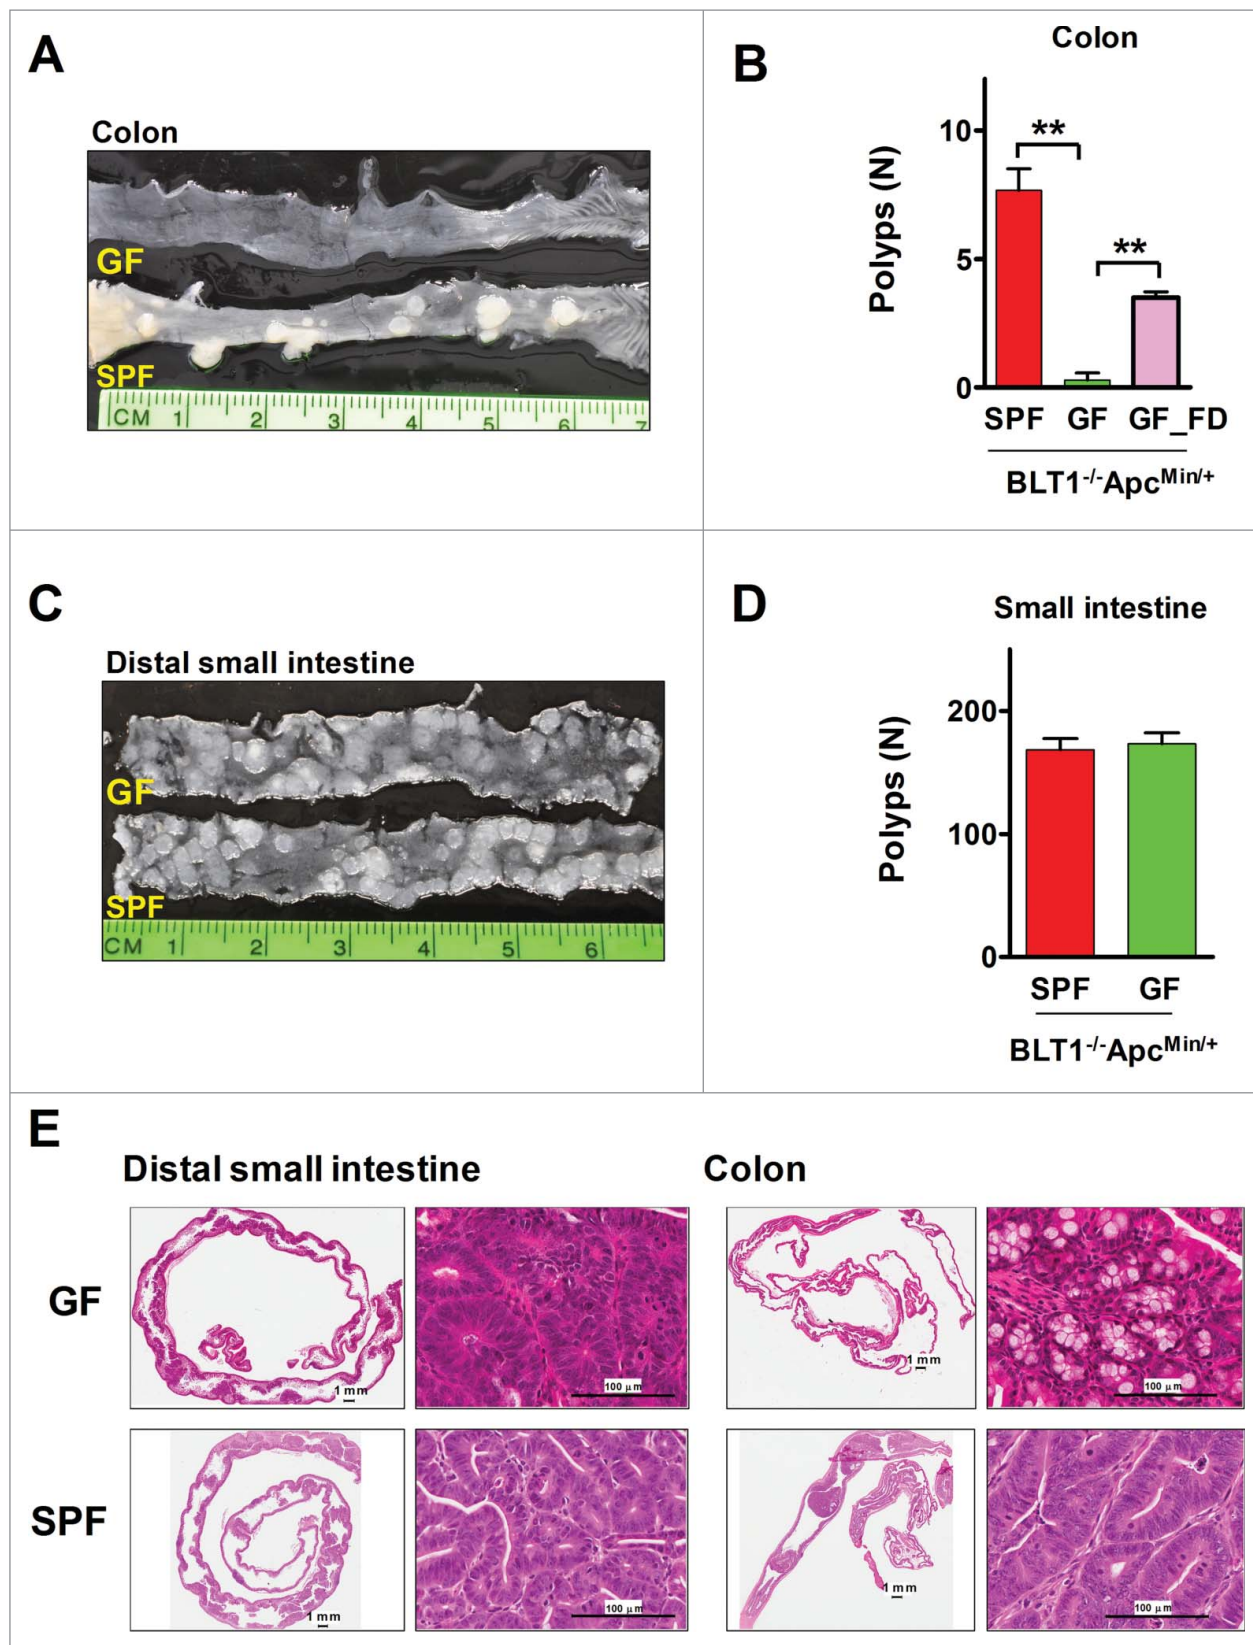 A
Colon
GF
SPF
CM 1 2 3 4 5 6 7
B
Colon
Polyps (N)
10
5
0
**
**
SPF GF GF_FD
BLT1-/-ApcMin/+
C
Distal small intestine
GF
SPF
CM 1 2 3 4 5 6
D
Small intestine
Polyps (N)
200
100
0
SPF GF
BLT1-/-ApcMin/+
E
Distal small intestine Colon
GF
1 mm
100 μm
1 mm
100 μm
SPF
1 mm
100 μm
1 mm
100 μm